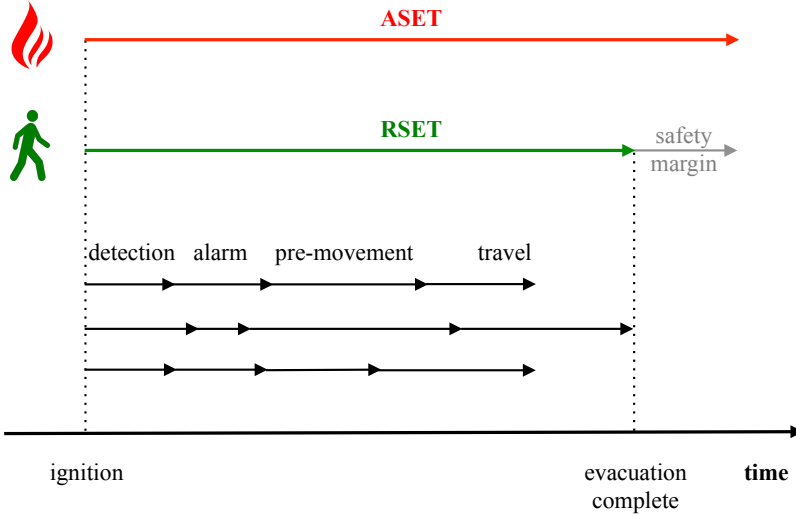 ASET
RSET
safety
margin
detection alarm pre-movement travel
ignition
evacuation
complete
time